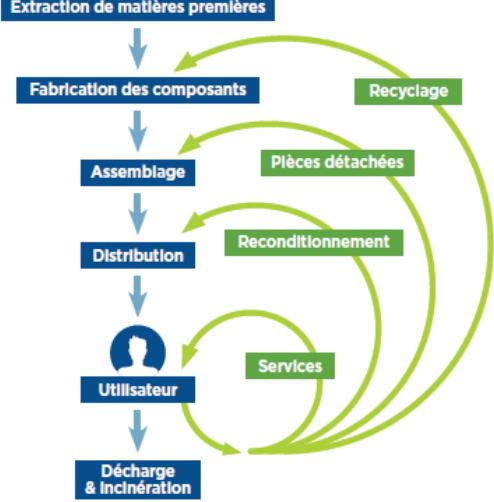 Extraction de matières premières
Fabrication des composants
Recyclage
Assemblage
Pièces détachées
Distribution
Reconditionnement
Services
Utilisateur
Décharge
& Incinération